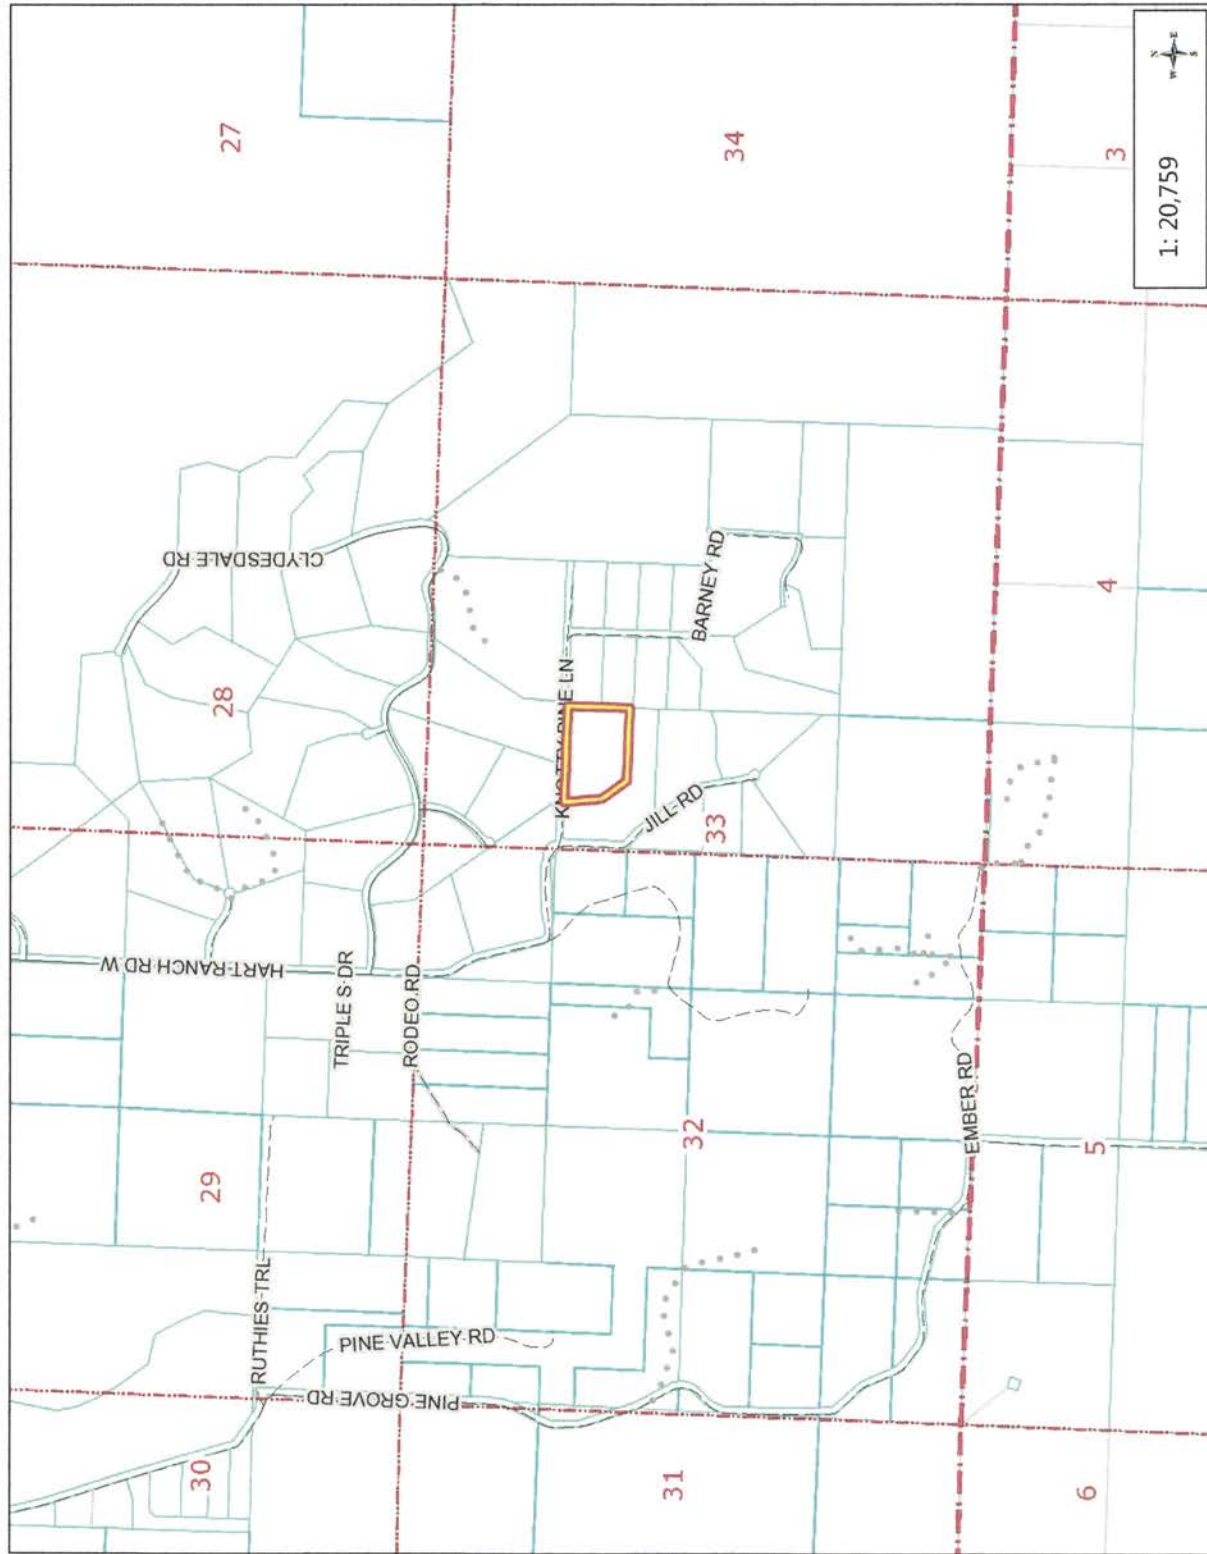 27
34
3
1: 20,759
N
W E
S
CLYDESDALE RD
BARNEY RD
4
28
KNOTTY PINE LN
JILL RD
33
HART RANCH RD W
TRIPLE S DR
RODEO RD
32
EMBER RD
5
29
RUTHIES TRL
PINE VALLEY RD
PINE GROVE RD
30
31
6